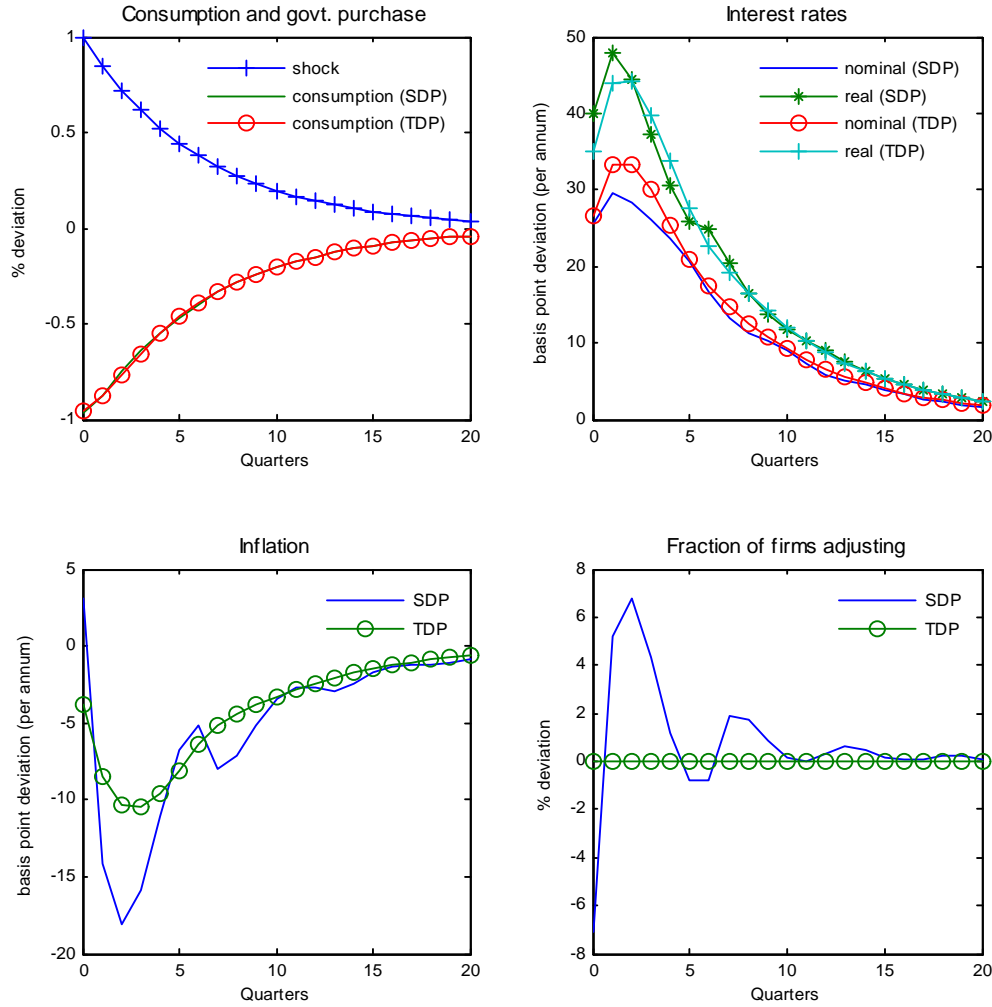 Consumption and govt. purchase
1
0.5
0
-0.5
-1
% deviation
shock
consumption (SDP)
consumption (TDP)
0 5 10 15 20
Quarters
Interest rates
50
40
30
20
10
0
basis point deviation (per annum)
nominal (SDP)
real (SDP)
nominal (TDP)
real (TDP)
0 5 10 15 20
Quarters
Inflation
5
0
-5
-10
-15
-20
basis point deviation (per annum)
SDP
TDP
0 5 10 15 20
Quarters
Fraction of firms adjusting
8
6
4
2
0
-2
-4
-6
-8
% deviation
SDP
TDP
0 5 10 15 20
Quarters